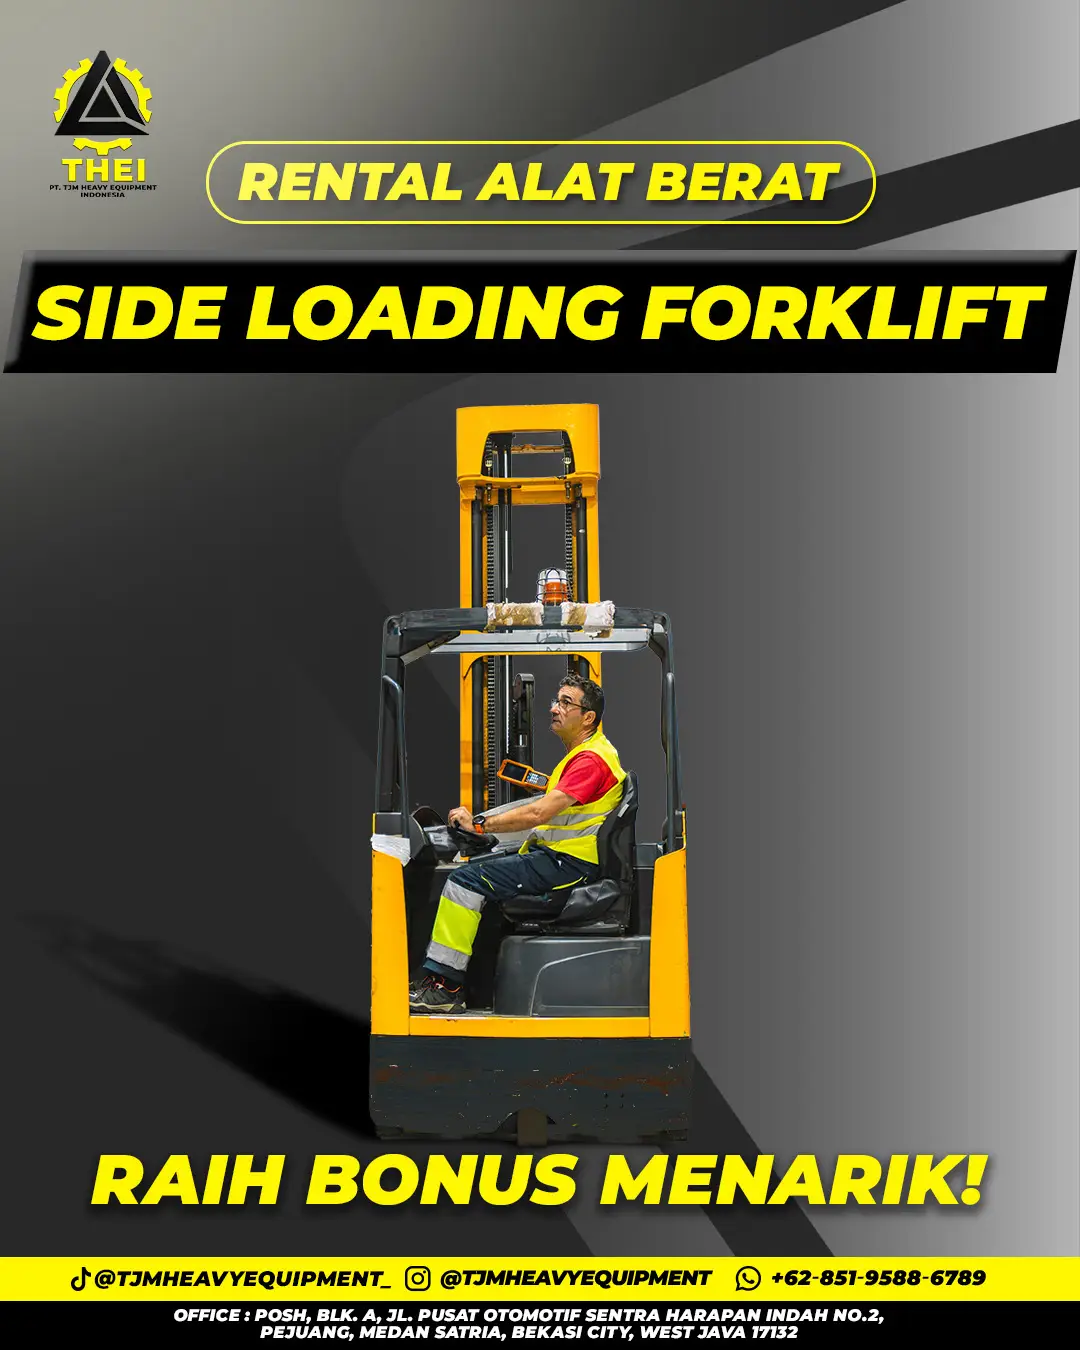 THEI
PT. TJM HEAVY EQUIPMENT
INDONESIA
RENTAL ALAT BERAT
SIDE LOADING FORKLIFT
RAIH BONUS MENARIK!
@TJMHEAVYEQUIPMENT_ @TJMHEAVYEQUIPMENT +62-851-9588-6789
OFFICE : POSH, BLK. A, JL. PUSAT OTOMOTIF SENTRA HARAPAN INDAH NO.2,
PEJUANG, MEDAN SATRIA, BEKASI CITY, WEST JAVA 17132